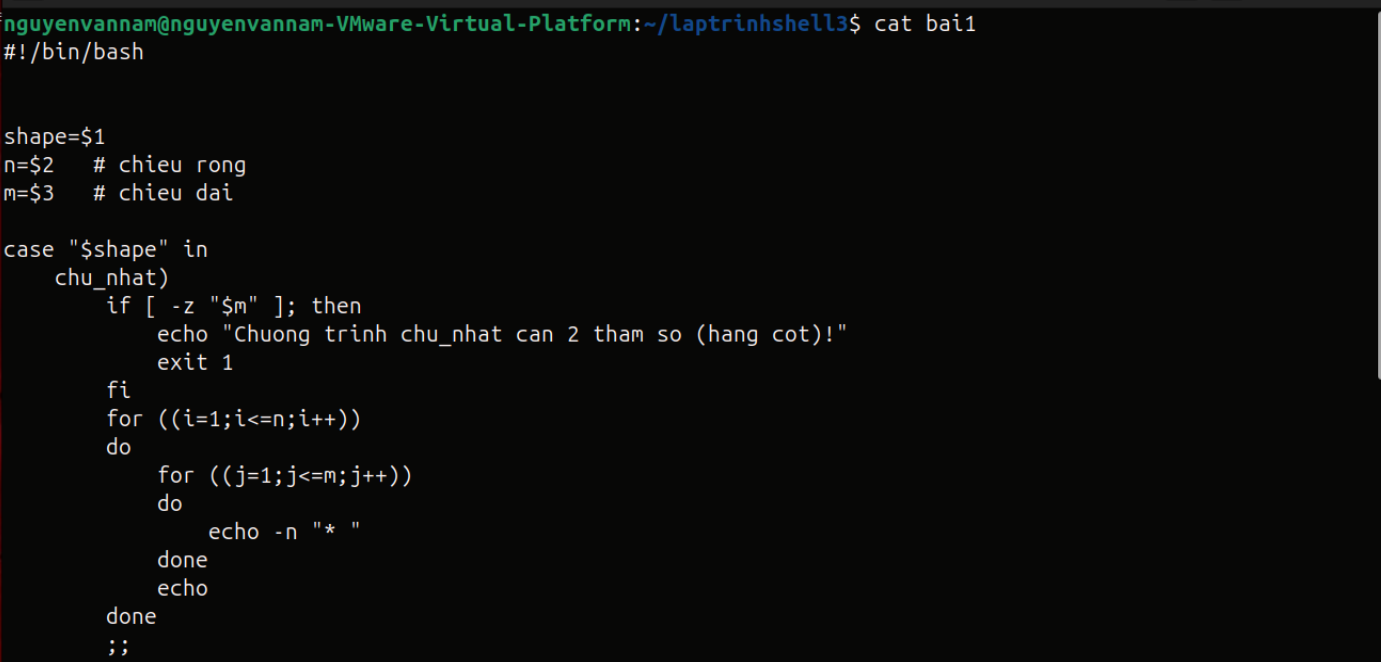 nguyenvannam@nguyenvannam-VMware-Virtual-Platform:~/laptrinhshell3$ cat bai1
#!/bin/bash


shape=$1
n=$2   # chieu rong
m=$3   # chieu dai

case "$shape" in
    chu_nhat)
        if [ -z "$m" ]; then
            echo "Chuong trinh chu_nhat can 2 tham so (hang cot)!"
            exit 1
        fi
        for ((i=1;i<=n;i++))
        do
            for ((j=1;j<=m;j++))
            do
                echo -n "* "
            done
            echo
        done
        ;;